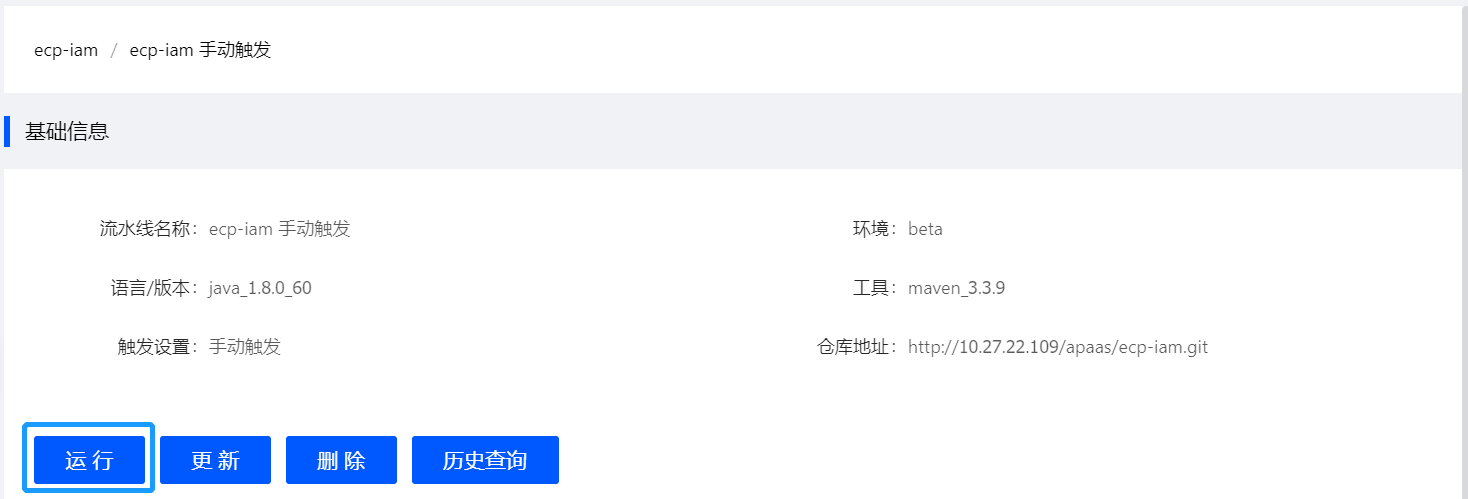 ecp-iam / ecp-iam 手动触发
基础信息
流水线名称： ecp-iam 手动触发 环境： beta
语言/版本： java_1.8.0_60 工具： maven_3.3.9
触发设置： 手动触发 仓库地址： http://10.27.22.109/apaas/ecp-iam.git
运 行 更 新 删 除 历史查询